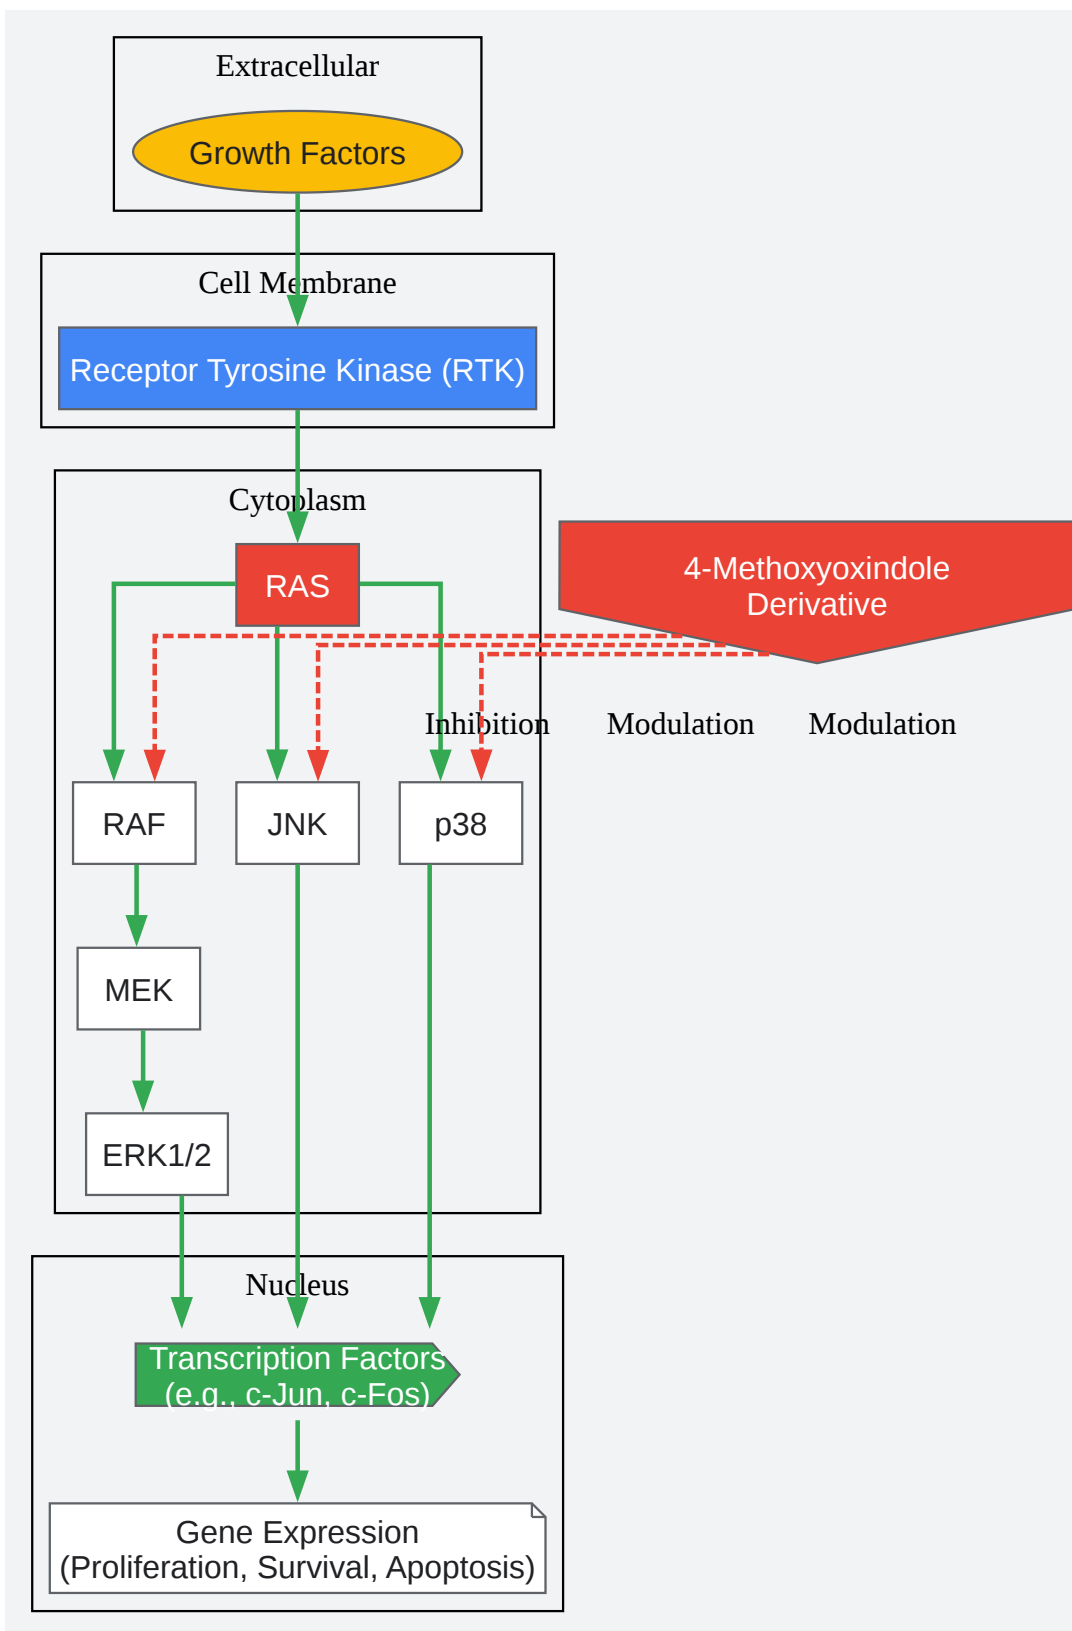 Extracellular
Growth Factors
Cell Membrane
Receptor Tyrosine Kinase (RTK)
Cytoplasm
RAS
4-Methoxyoxindole
Derivative
Inhibition
Modulation
Modulation
RAF
JNK
p38
MEK
ERK1/2
Nucleus
Transcription Factors
(e.g., c-Jun, c-Fos)
Gene Expression
(Proliferation, Survival, Apoptosis)